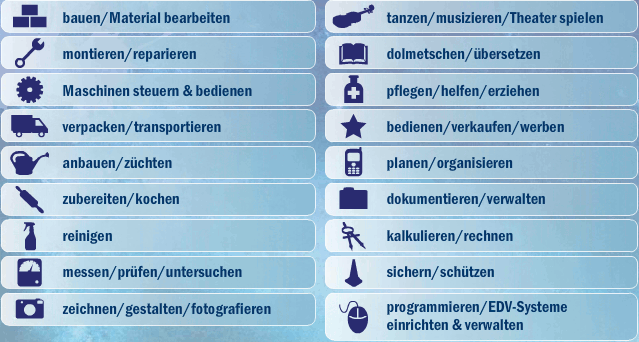 bauen/Material bearbeiten
montieren/reparieren
Maschinen steuern & bedienen
verpacken/transportieren
anbauen/züchten
zubereiten/kochen
reinigen
messen/prüfen/untersuchen
zeichnen/gestalten/fotografieren
tanzen/musizieren/Theater spielen
dolmetschen/übersetzen
pflegen/helfen/erziehen
bedienen/verkaufen/werben
planen/organisieren
dokumentieren/verwalten
kalkulieren/rechnen
sichern/schützen
programmieren/EDV-Systeme
einrichten & verwalten